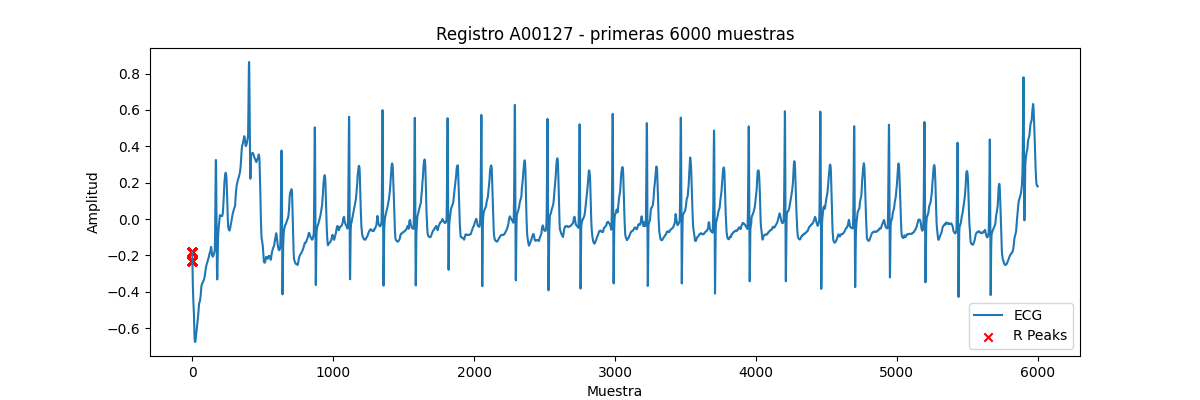 Registro A00127 - primeras 6000 muestras
Amplitud
0.8
0.6
0.4
0.2
0.0
−0.2
−0.4
−0.6
0 1000 2000 3000 4000 5000 6000
Muestra
ECG
R Peaks